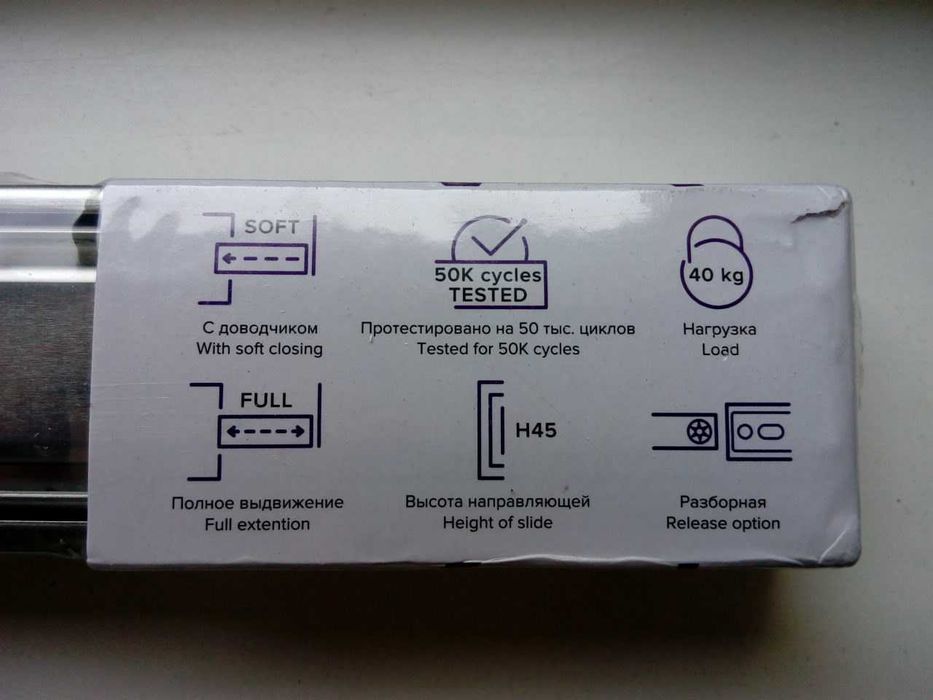 SOFT
С доводчиком
With soft closing
50K cycles
TESTED
Протестировано на 50 тыс. циклов
Tested for 50K cycles
40 kg
Нагрузка
Load
FULL
Полное выдвижение
Full extention
H45
Высота направляющей
Height of slide
Разборная
Release option